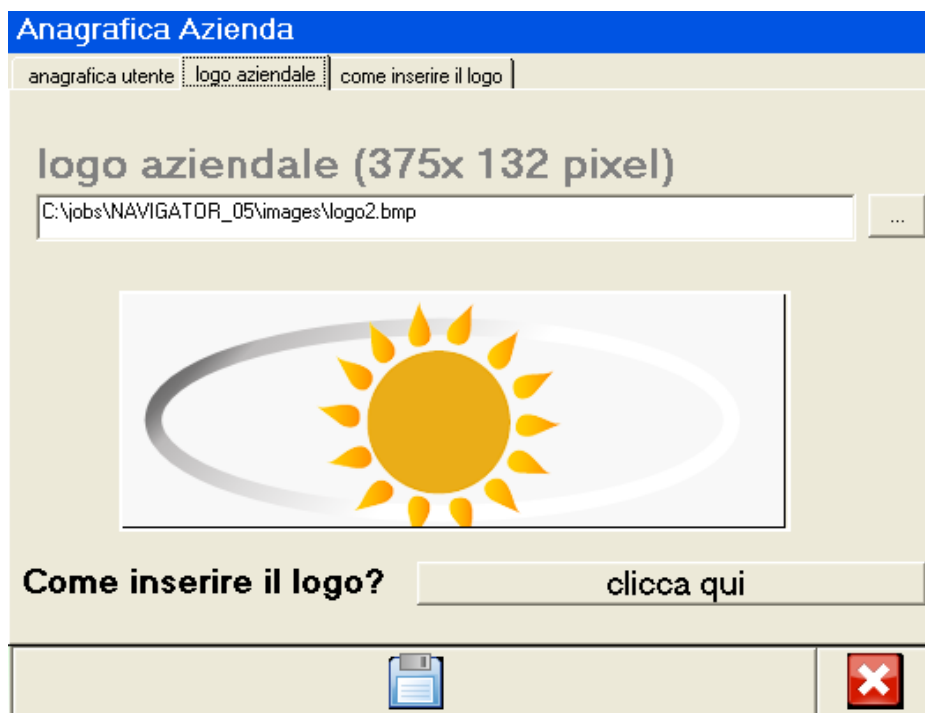 Anagrafica Azienda
anagrafica utente logo aziendale come inserire il logo
logo aziendale (375x 132 pixel)
C:\jobs\NAVIGATOR_05\images\logo2.bmp ...
Come inserire il logo? clicca qui